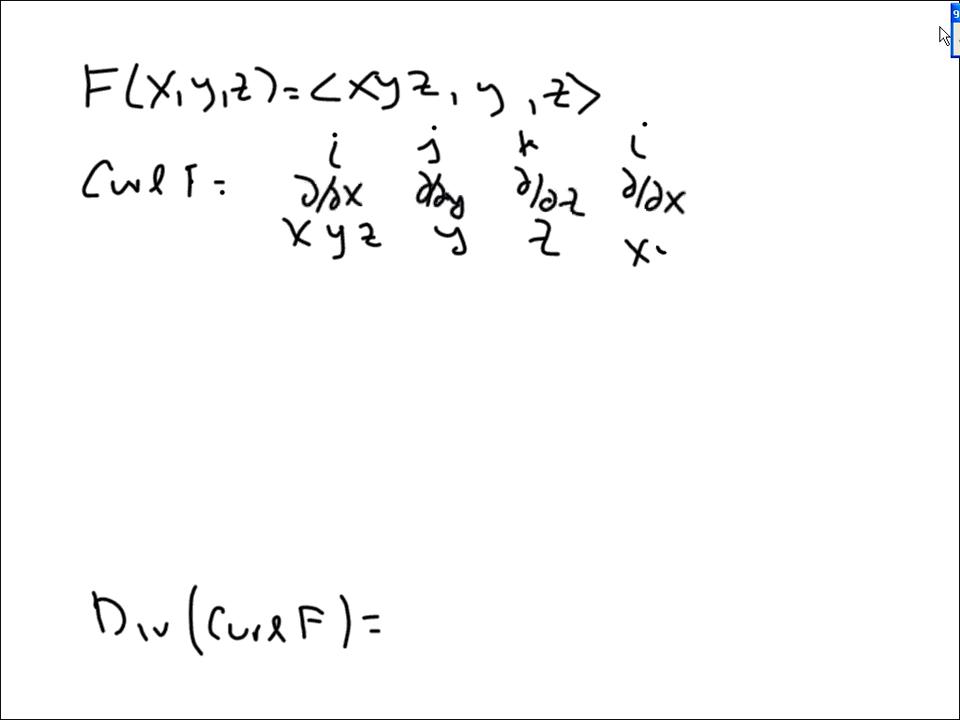 F(x,y,z)=<xyz, y, z>
Curl F= i j k i
∂/∂x ∂/∂y ∂/∂z ∂/∂x
xyz y z x
Div(Curl F)=